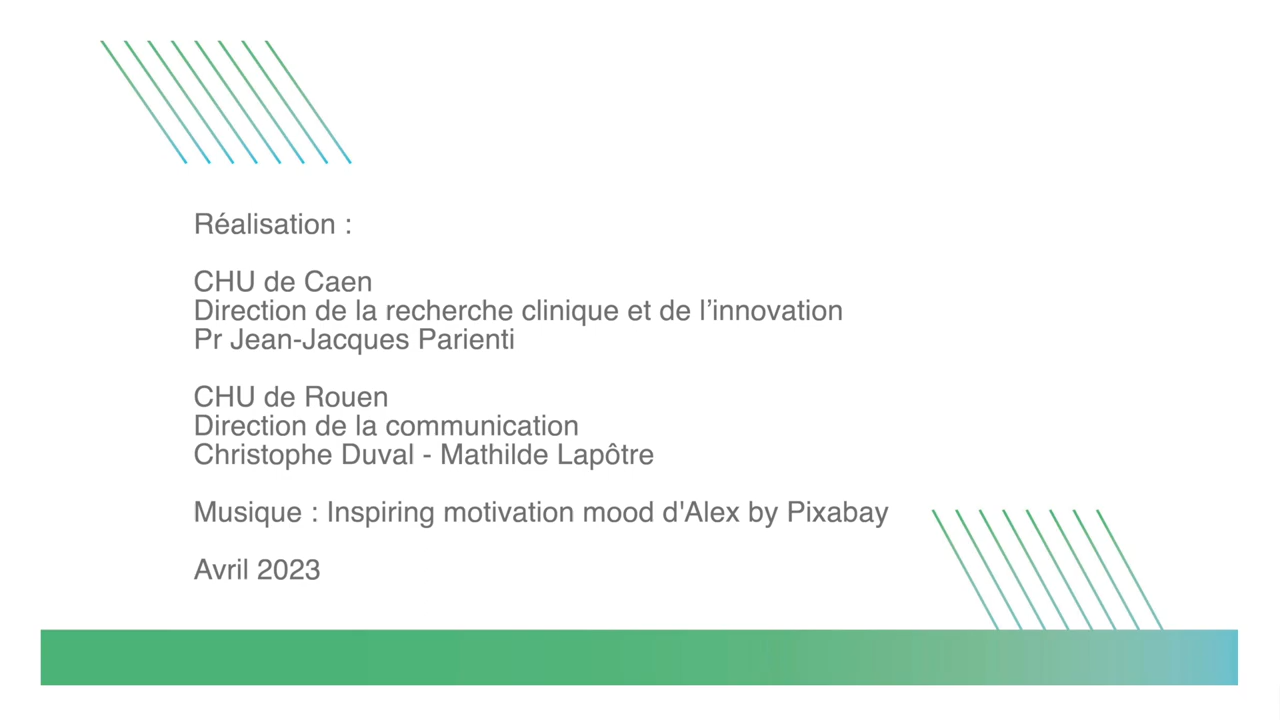 Réalisation :
CHU de Caen
Direction de la recherche clinique et de l’innovation
Pr Jean-Jacques Parienti
CHU de Rouen
Direction de la communication
Christophe Duval - Mathilde Lapôtre
Musique : Inspiring motivation mood d'Alex by Pixabay
Avril 2023